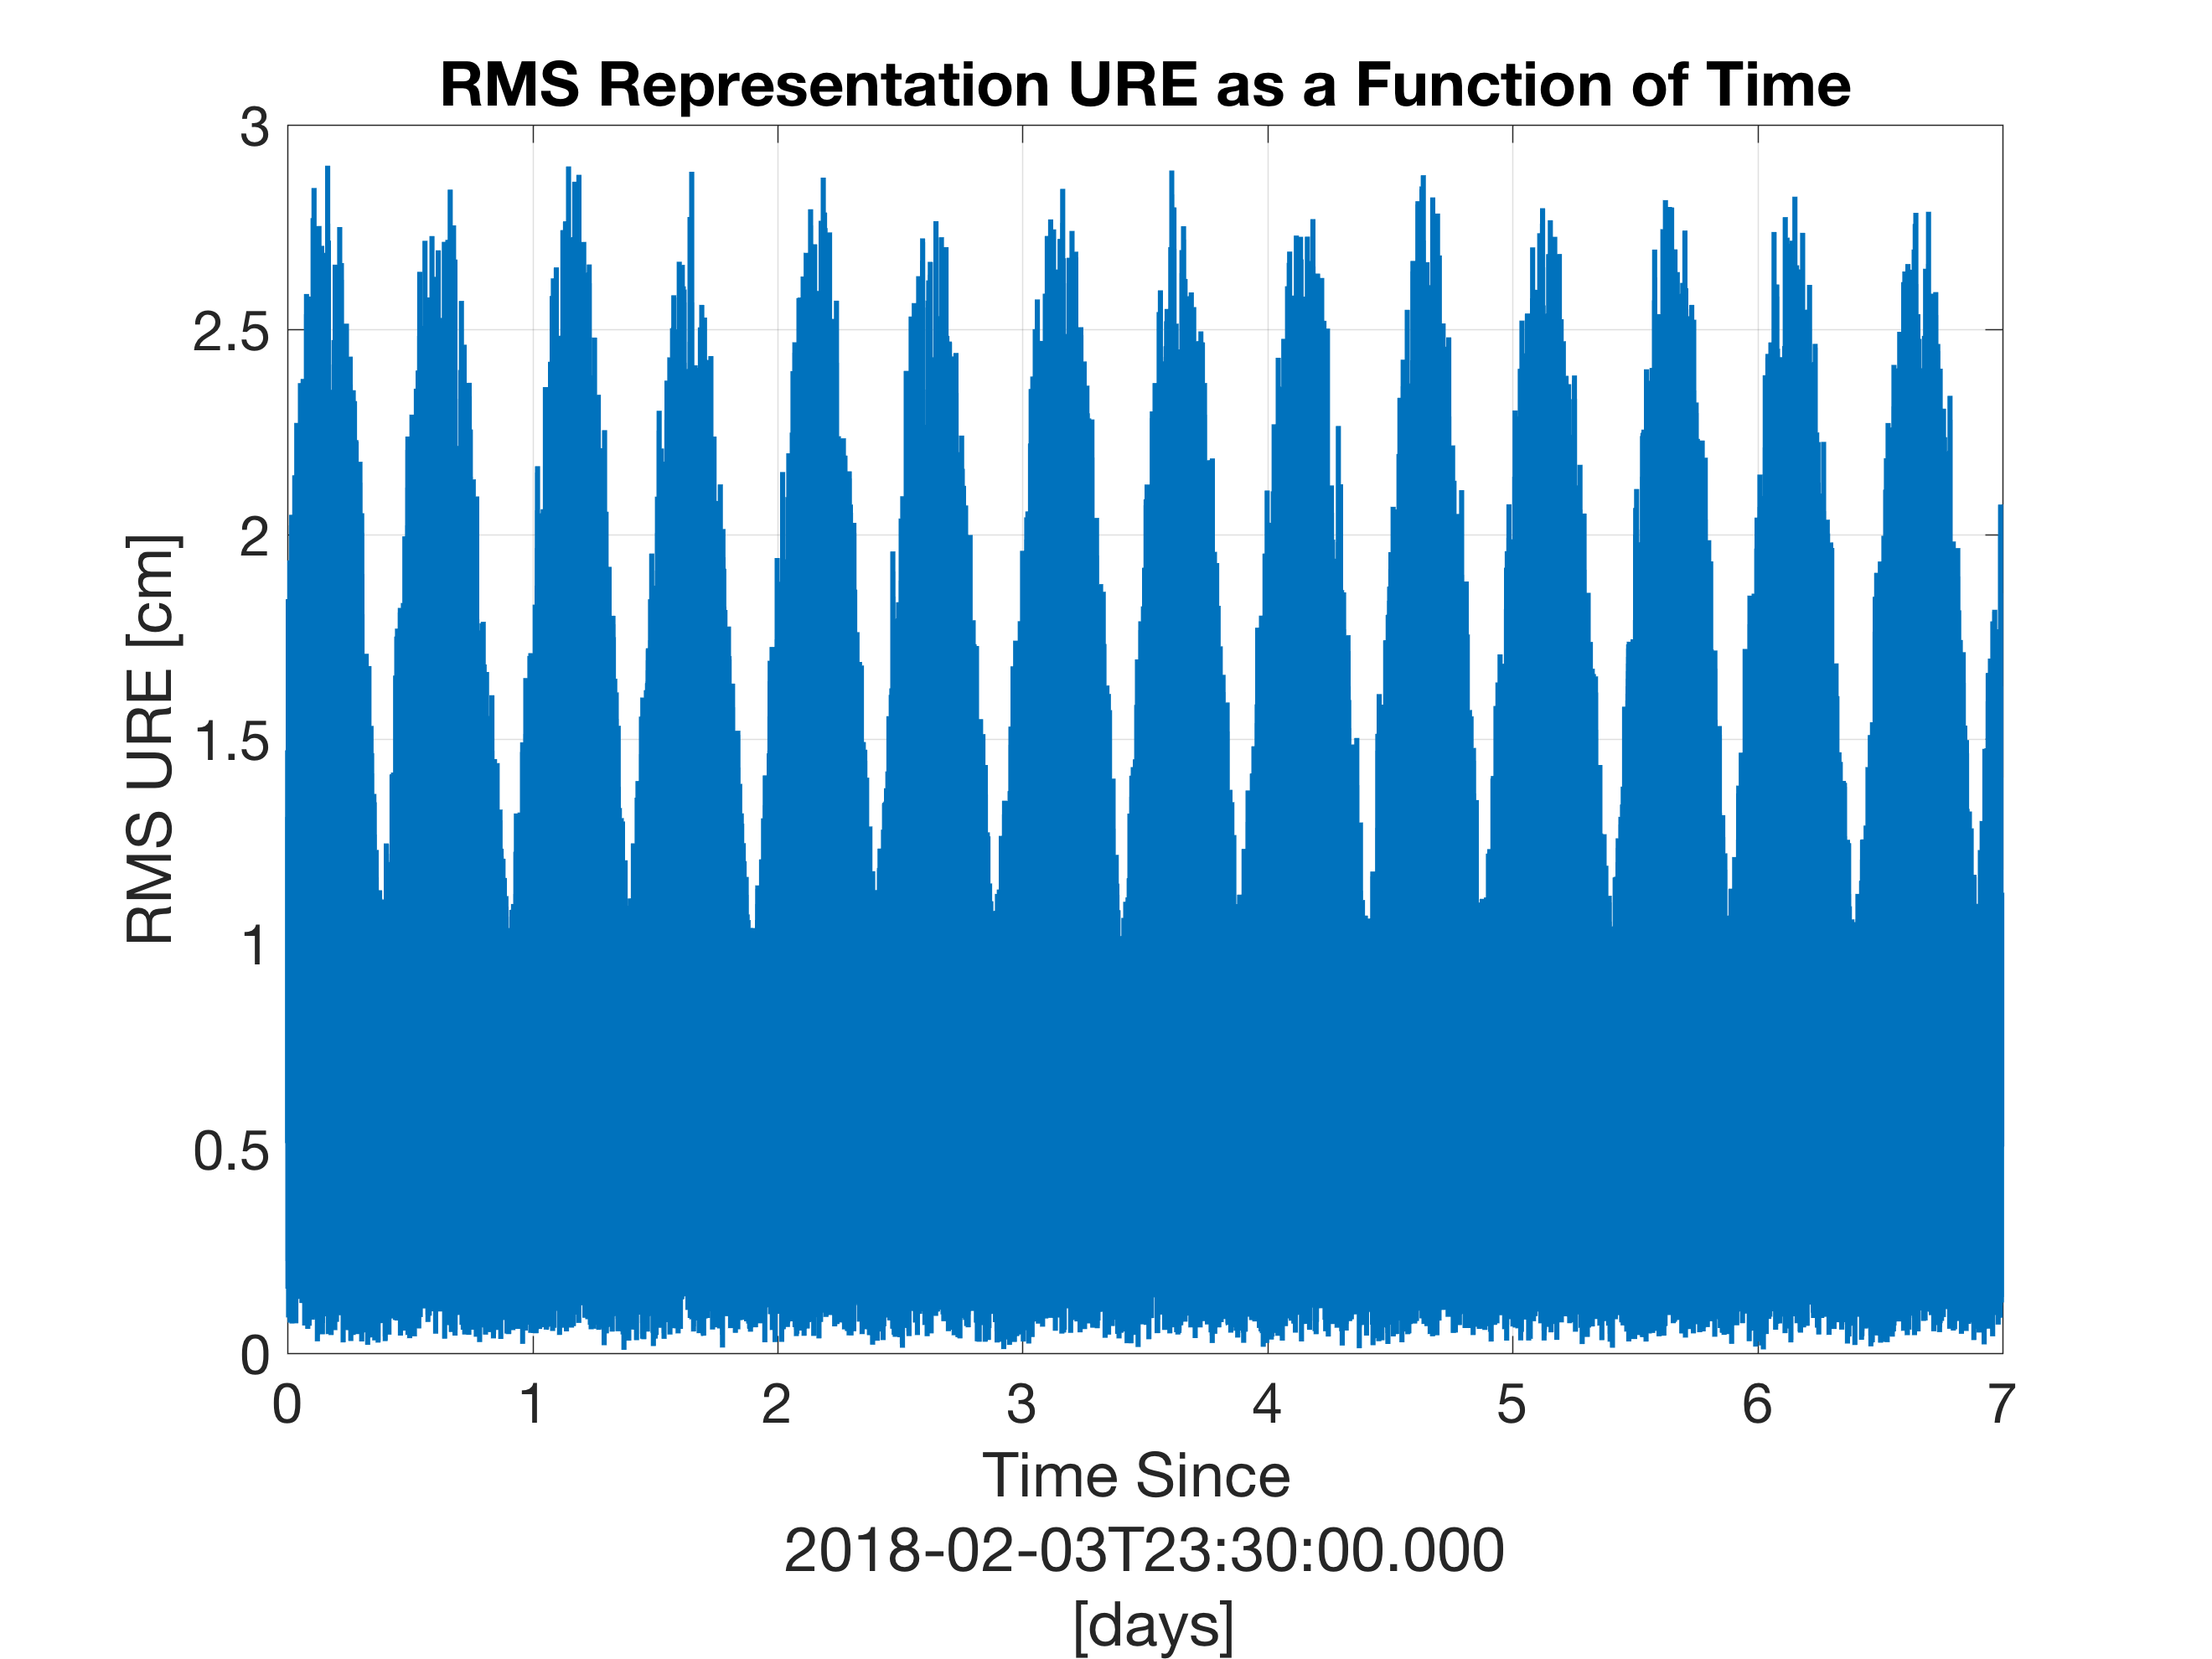 RMS Representation URE as a Function of Time
3
2.5
2
1.5
1
0.5
0
RMS URE [cm]
0 1 2 3 4 5 6 7
Time Since
2018-02-03T23:30:00.000
[days]